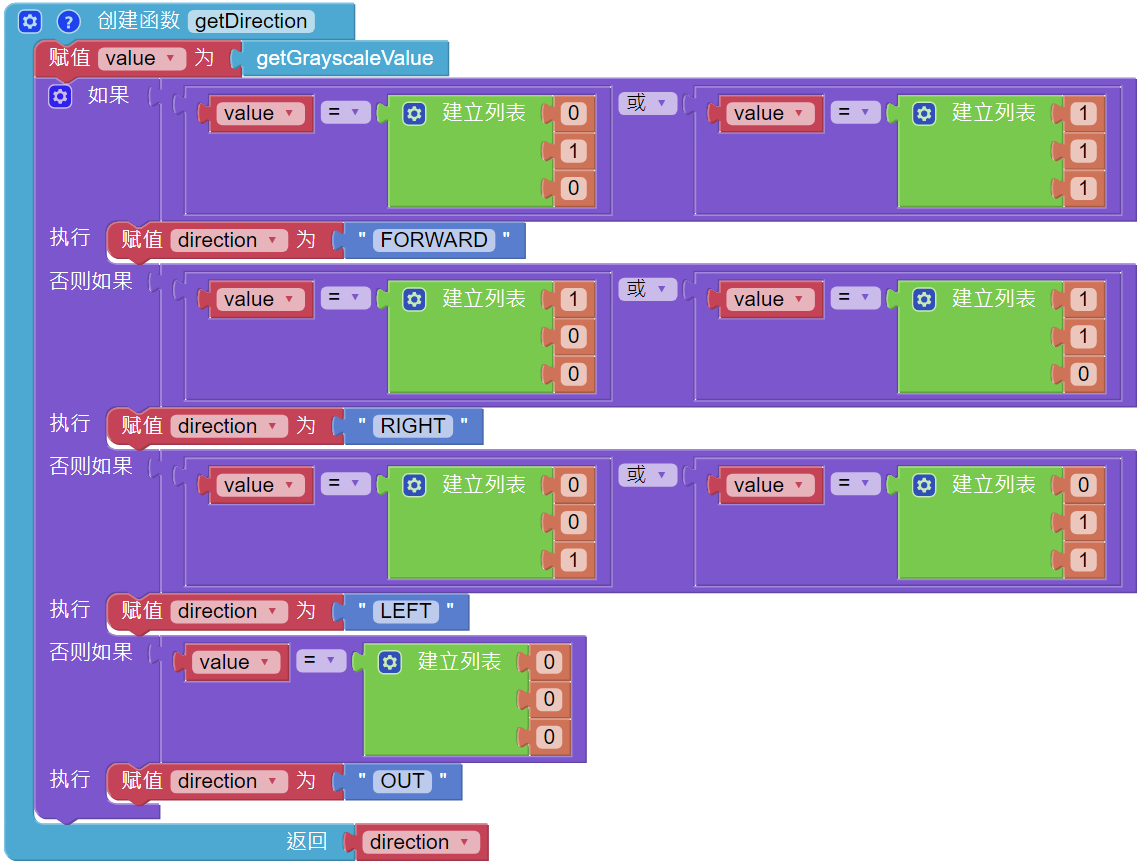 ? 创建函数 getDirection
赋值 value 为 getGrayscaleValue
如果 value = 建立列表 0 或 value = 建立列表 1
1 1
0 1
执行 赋值 direction 为 " FORWARD "
否则如果 value = 建立列表 1 或 value = 建立列表 1
0 1
0 0
执行 赋值 direction 为 " RIGHT "
否则如果 value = 建立列表 0 或 value = 建立列表 0
0 1
1 1
执行 赋值 direction 为 " LEFT "
否则如果 value = 建立列表 0
0
0
执行 赋值 direction 为 " OUT "
返回 direction